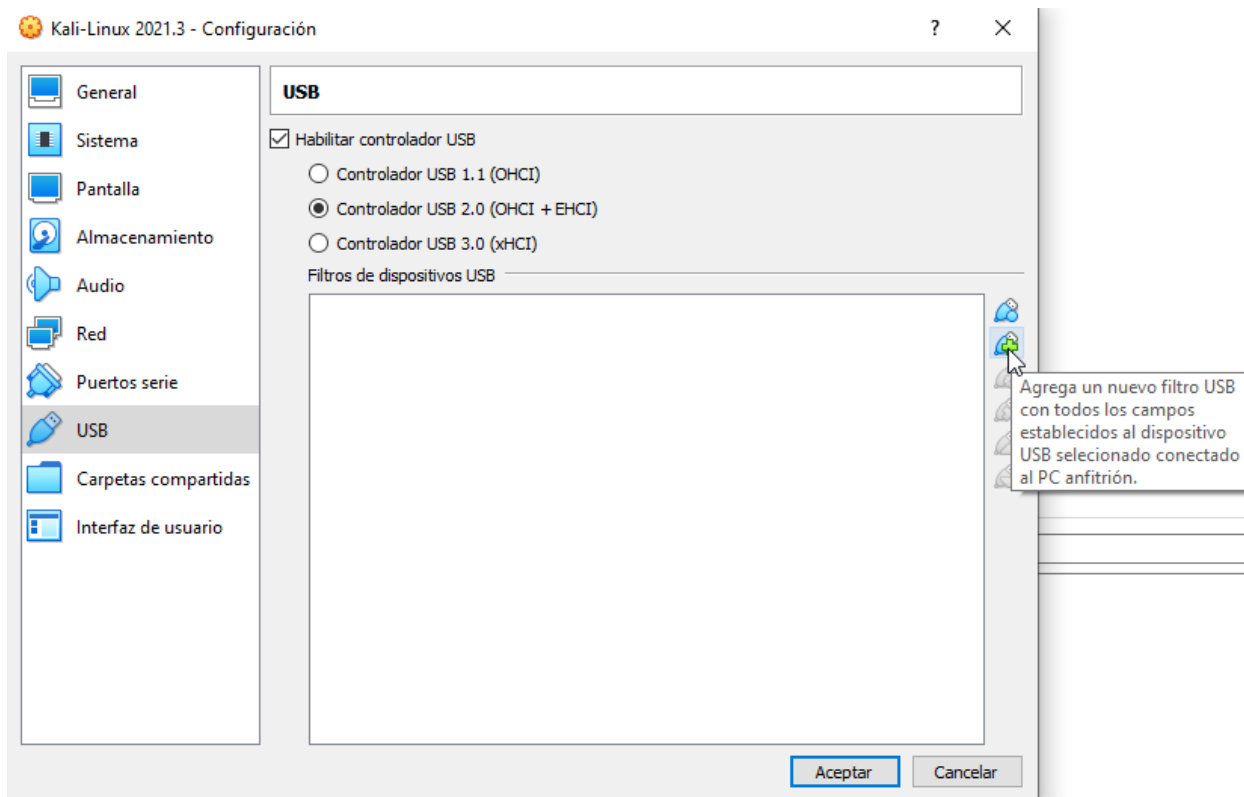 Kali-Linux 2021.3 - Configuración
?
General
Sistema
Pantalla
Almacenamiento
Audio
Red
Puertos serie
USB
Carpetas compartidas
Interfaz de usuario
USB
Habilitar controlador USB
Controlador USB 1.1 (OHCI)
Controlador USB 2.0 (OHCI + EHCI)
Controlador USB 3.0 (xHCI)
Filtros de dispositivos USB
Agrega un nuevo filtro USB
con todos los campos
establecidos al dispositivo
USB selecionado conectado
al PC anfitrión.
Aceptar
Cancelar